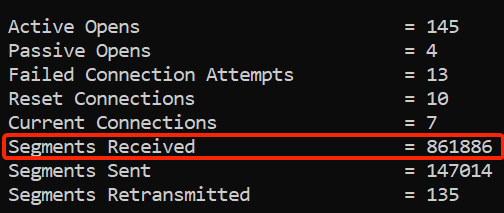 Active Opens = 145
Passive Opens = 4
Failed Connection Attempts = 13
Reset Connections = 10
Current Connections = 7
Segments Received = 861886
Segments Sent = 147014
Segments Retransmitted = 135